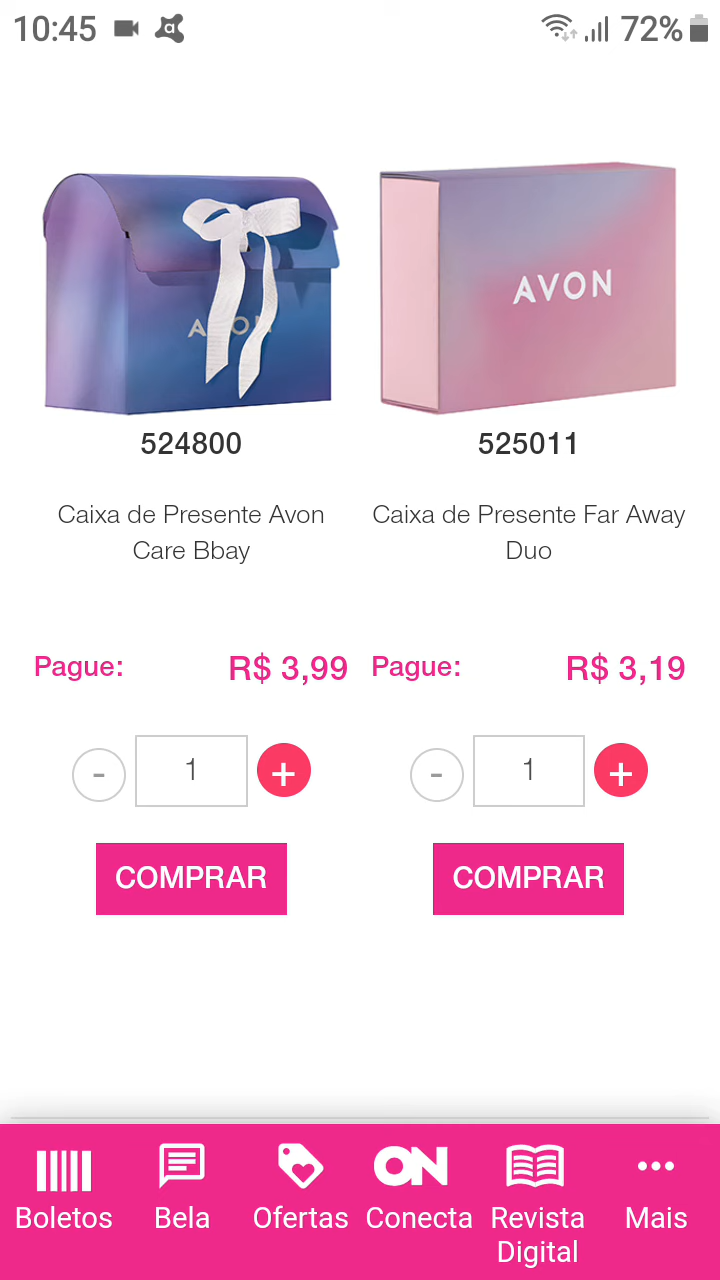 10:45
72%
AVON
AVON
524800
525011
Caixa de Presente Avon
Care Bbay
Caixa de Presente Far Away
Duo
Pague: R$ 3,99
Pague: R$ 3,19
- 1 +
- 1 +
COMPRAR
COMPRAR
Boletos
Bela
Ofertas
ON
Conecta
Revista
Digital
Mais